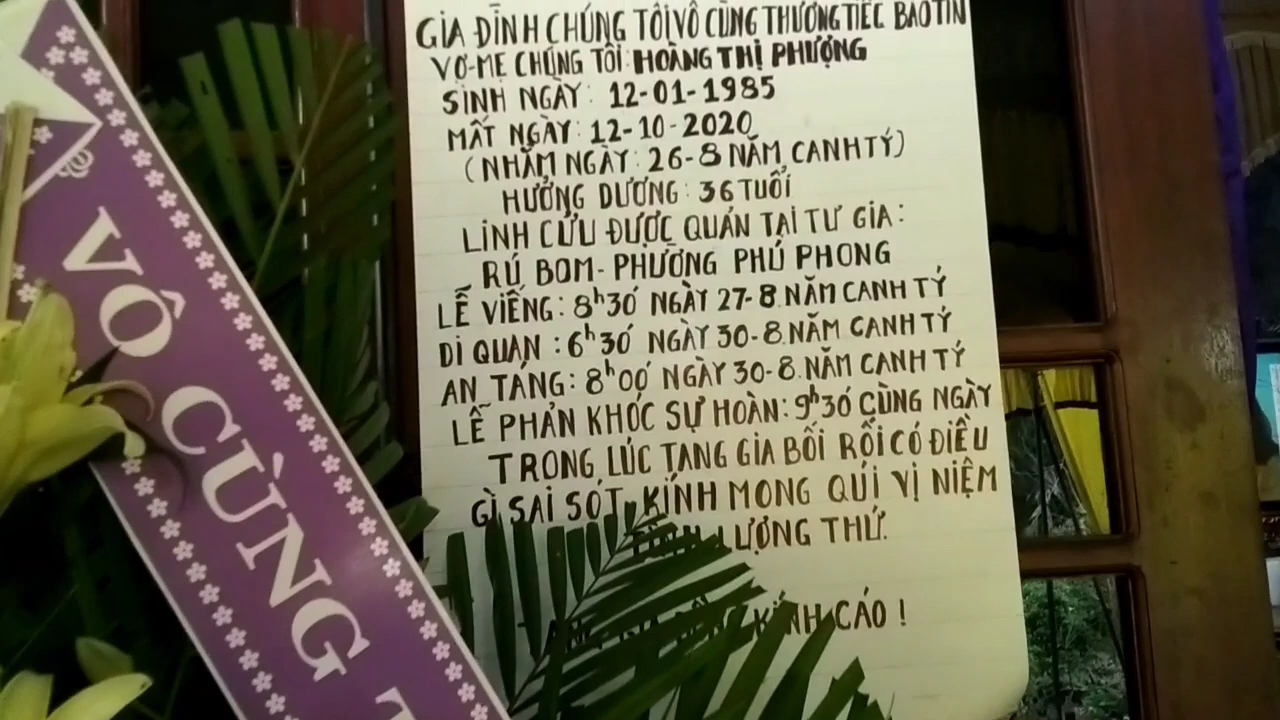 GIA ĐÌNH CHÚNG TÔI VÔ CÙNG THƯƠNG TIẾC BÁO TIN
VỢ-MẸ CHÚNG TÔI: HOÀNG THỊ PHƯỢNG
SINH NGÀY: 12-01-1985
MẤT NGÀY: 12-10-2020
(NHẰM NGÀY: 26-8 NĂM CANH TÝ)
HƯỞNG DƯƠNG: 36 TUỔI
LINH CỬU ĐƯỢC QUÀN TẠI TƯ GIA:
RÚ BOM- PHƯỜNG PHÚ PHONG
LỄ VIẾNG: 8h30' NGÀY 27-8 NĂM CANH TÝ
DI QUAN: 6h30' NGÀY 30-8 NĂM CANH TÝ
AN TÁNG: 8h00' NGÀY 30-8 NĂM CANH TÝ
LỄ PHẢN KHÓC SỰ HOÀN: 9h30' CÙNG NGÀY
TRONG LÚC TANG GIA BỐI RỐI CÓ ĐIỀU
GÌ SAI SÓT, KÍNH MONG QÚI VỊ NIỆM
TÌNH LƯỢNG THỨ.
KÍNH CÁO!
VÔ CÙNG